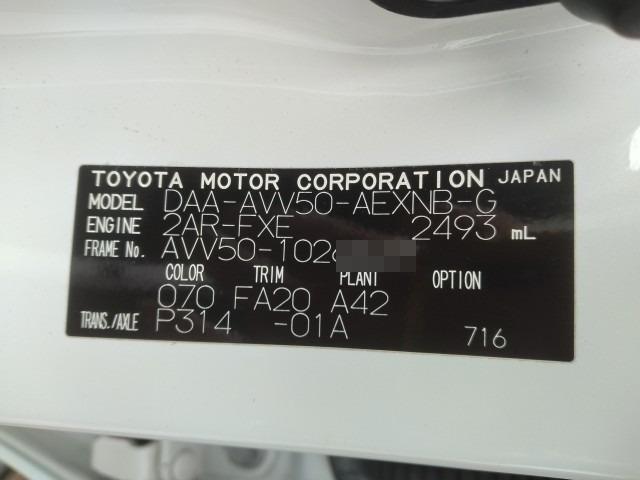 TOYOTA MOTOR CORPORATION JAPAN
MODEL DAA-AVV50-AEXNB-G
ENGINE 2AR-FXE 2493 mL
FRAME No. AVV50-1026
COLOR TRIM PLANT OPTION
070 FA20 A42
TRANS./AXLE P314 -01A 716